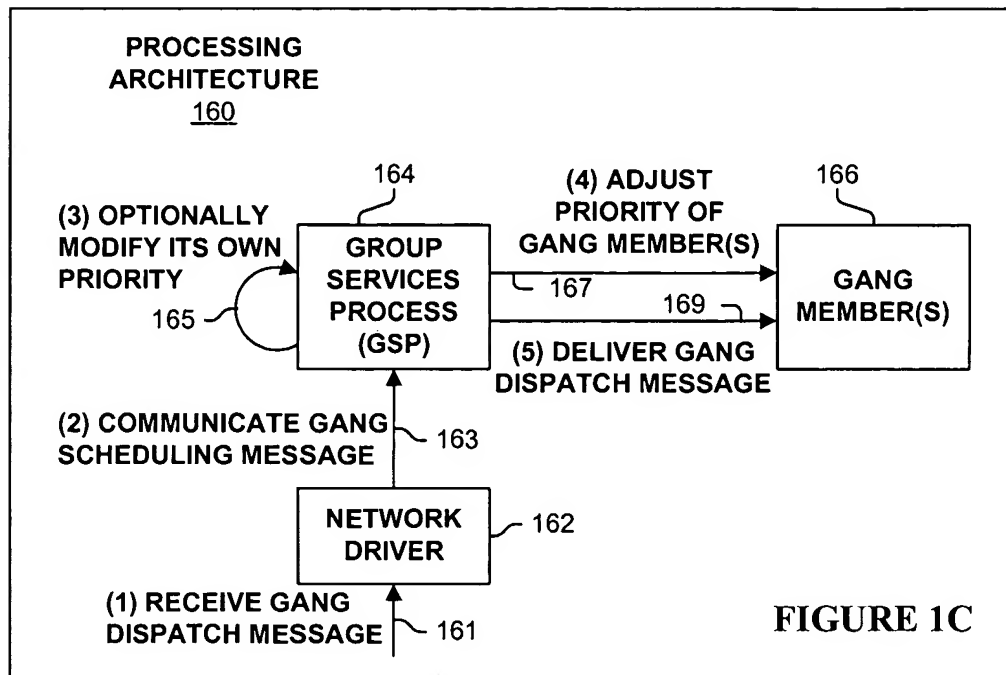 PROCESSING
ARCHITECTURE
160
164
(4) ADJUST
PRIORITY OF
GANG MEMBER(S)
166
(3) OPTIONALLY
MODIFY ITS OWN
PRIORITY
165
GROUP
SERVICES
PROCESS
(GSP)
167
169
GANG
MEMBER(S)
(5) DELIVER GANG
DISPATCH MESSAGE
(2) COMMUNICATE GANG
SCHEDULING MESSAGE
163
NETWORK
DRIVER
162
(1) RECEIVE GANG
DISPATCH MESSAGE
161
FIGURE 1C